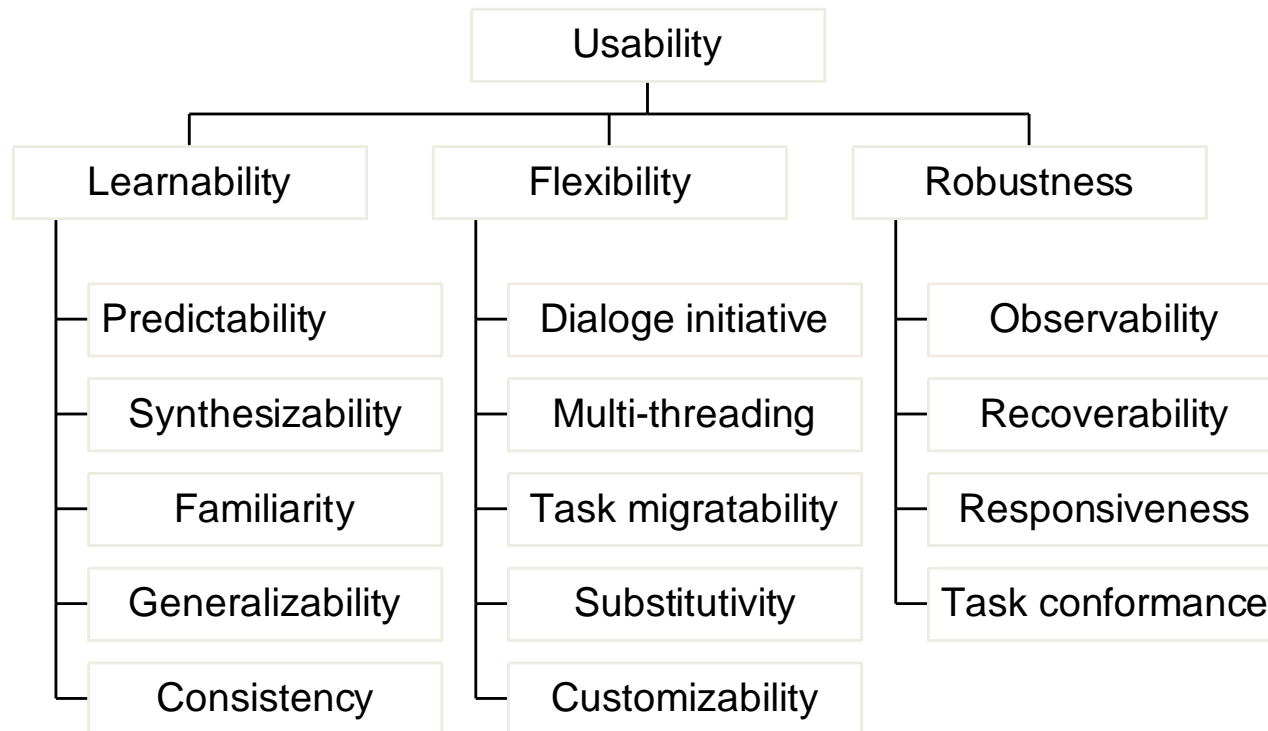 Usability
Learnability
Flexibility
Robustness
Predictability
Dialoge initiative
Observability
Synthesizability
Multi-threading
Recoverability
Familiarity
Task migratability
Responsiveness
Generalizability
Substitutivity
Task conformance
Consistency
Customizability